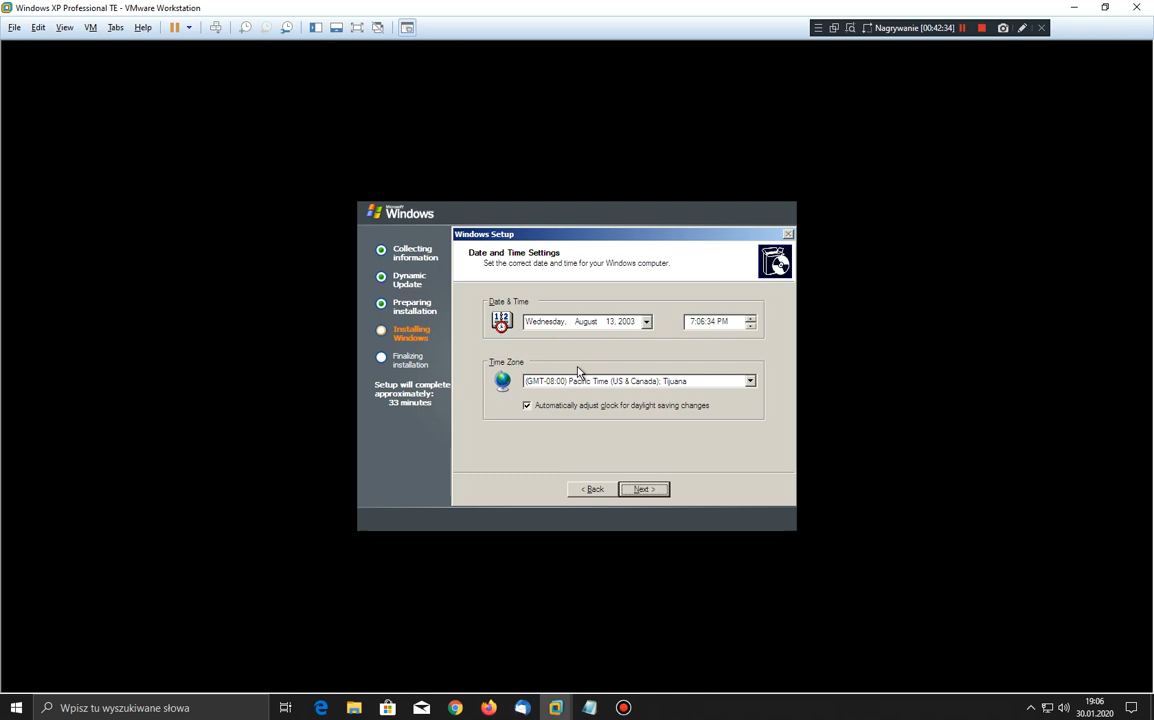 Windows XP Professional TE - VMware Workstation
File Edit View VM Tabs Help
Nagrywanie [00:42:34]
Microsoft
Windows
Collecting
information
Dynamic
Update
Preparing
installation
Installing
Windows
Finalizing
installation
Setup will complete
approximately:
33 minutes
Windows Setup
Date and Time Settings
Set the correct date and time for your Windows computer.
Date & Time
Wednesday, August 13, 2003
7:06:34 PM
Time Zone
(GMT-08:00) Pacific Time (US & Canada); Tijuana
Automatically adjust clock for daylight saving changes
< Back
Next >
Wpisz tu wyszukiwane słowa
19:06
30.01.2020